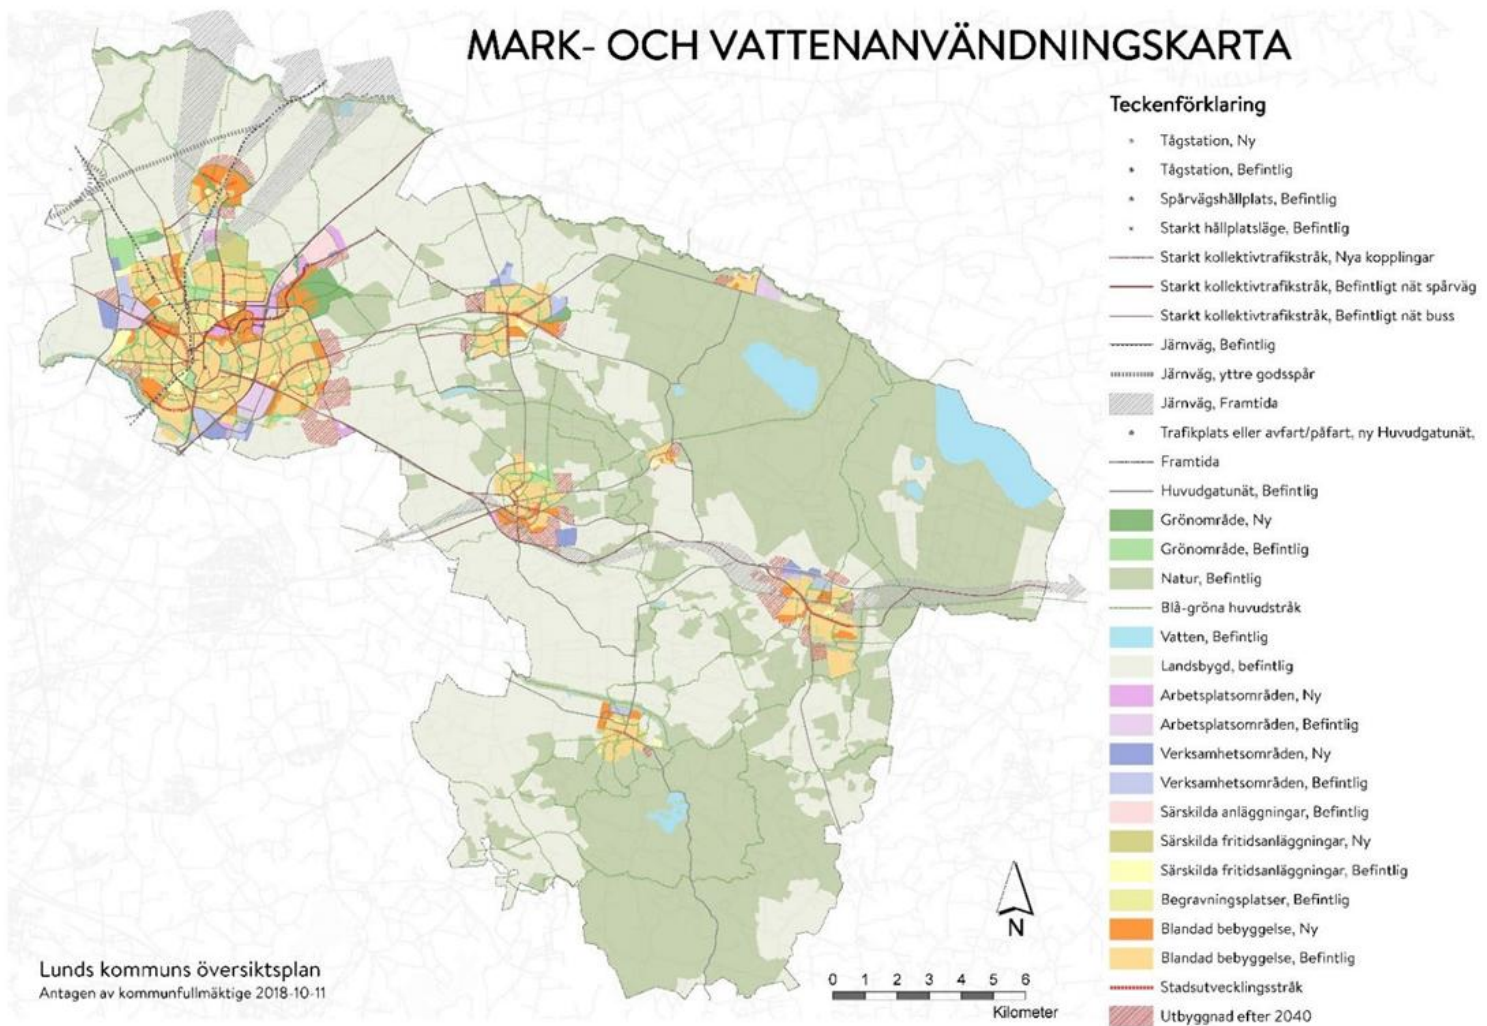 MARK- OCH VATTENANVÄNDNINGSKARTA
Teckenförklaring
Tågstation, Ny
Tågstation, Befintlig
Spårvägshållplats, Befintlig
Starkt hållplatsläge, Befintlig
Starkt kollektivtrafikstråk, Nya kopplingar
Starkt kollektivtrafikstråk, Befintligt nät spårväg
Starkt kollektivtrafikstråk, Befintligt nät buss
Järnväg, Befintlig
Järnväg, yttre godsspår
Järnväg, Framtida
Trafikplats eller avfart/påfart, ny Huvudgatunät,
Framtida
Huvudgatunät, Befintlig
Grönområde, Ny
Grönområde, Befintlig
Natur, Befintlig
Blå-gröna huvudstråk
Vatten, Befintlig
Landsbygd, befintlig
Arbetsplatsområden, Ny
Arbetsplatsområden, Befintlig
Verksamhetsområden, Ny
Verksamhetsområden, Befintlig
Särskilda anläggningar, Befintlig
Särskilda fritidsanläggningar, Ny
Särskilda fritidsanläggningar, Befintlig
Begravningsplatser, Befintlig
Blandad bebyggelse, Ny
Blandad bebyggelse, Befintlig
Stadsutvecklingsstråk
Utbyggnad efter 2040
N
0 1 2 3 4 5 6
Kilometer
Lunds kommuns översiktsplan
Antagen av kommunfullmäktige 2018-10-11